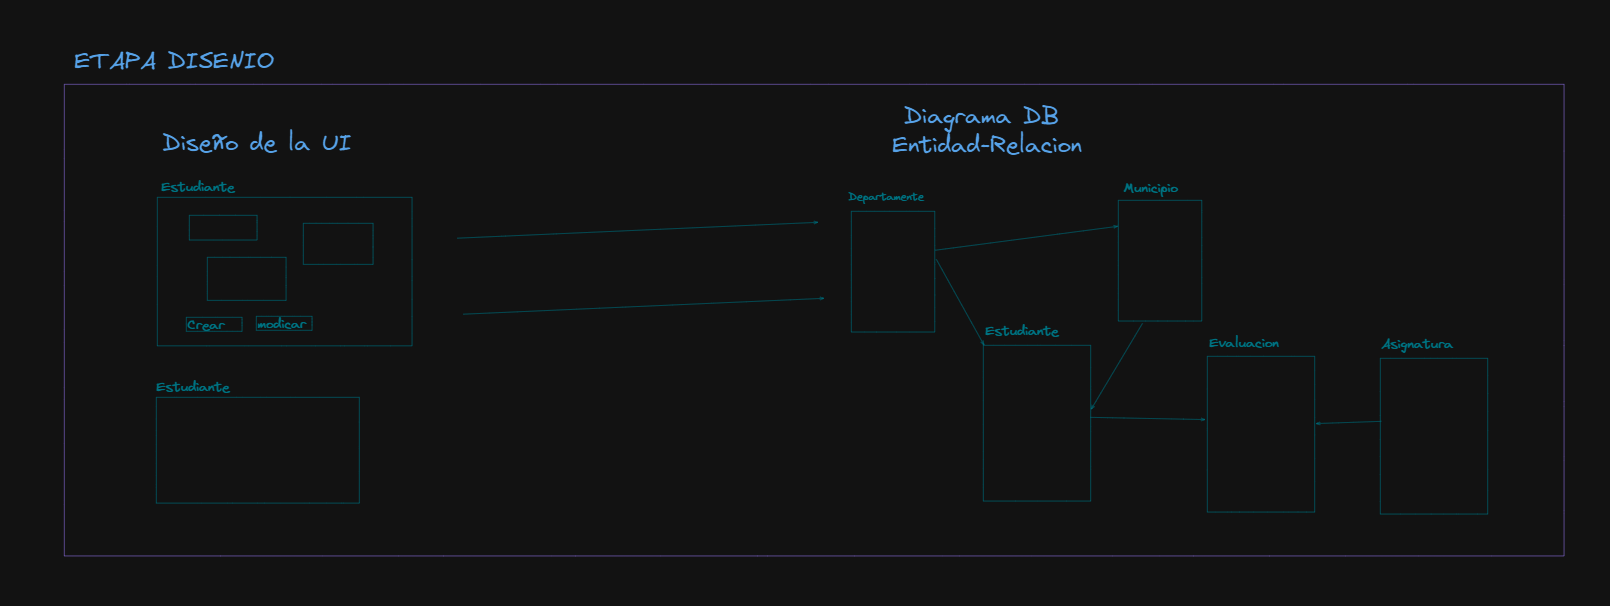 ETAPA DISENIO
Diseño de la UI
Estudiante
Crear
modicar
Estudiante
Diagrama DB
Entidad-Relacion
Departamente
Municipio
Estudiante
Evaluacion
Asignatura